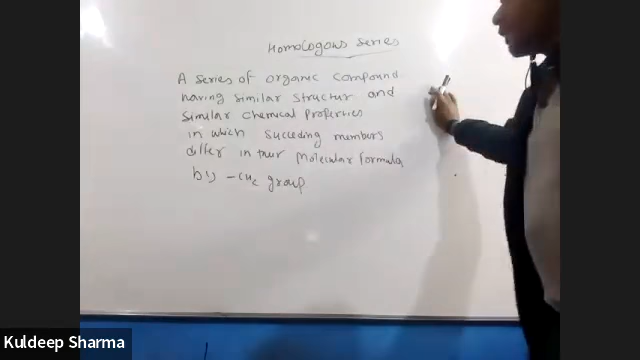 Homologous Series
A Series of organic compound
having similar Structur and
similar chemical Properties
in which succeding members
differ in their Molecular formula
by - CH2 group
Kuldeep Sharma